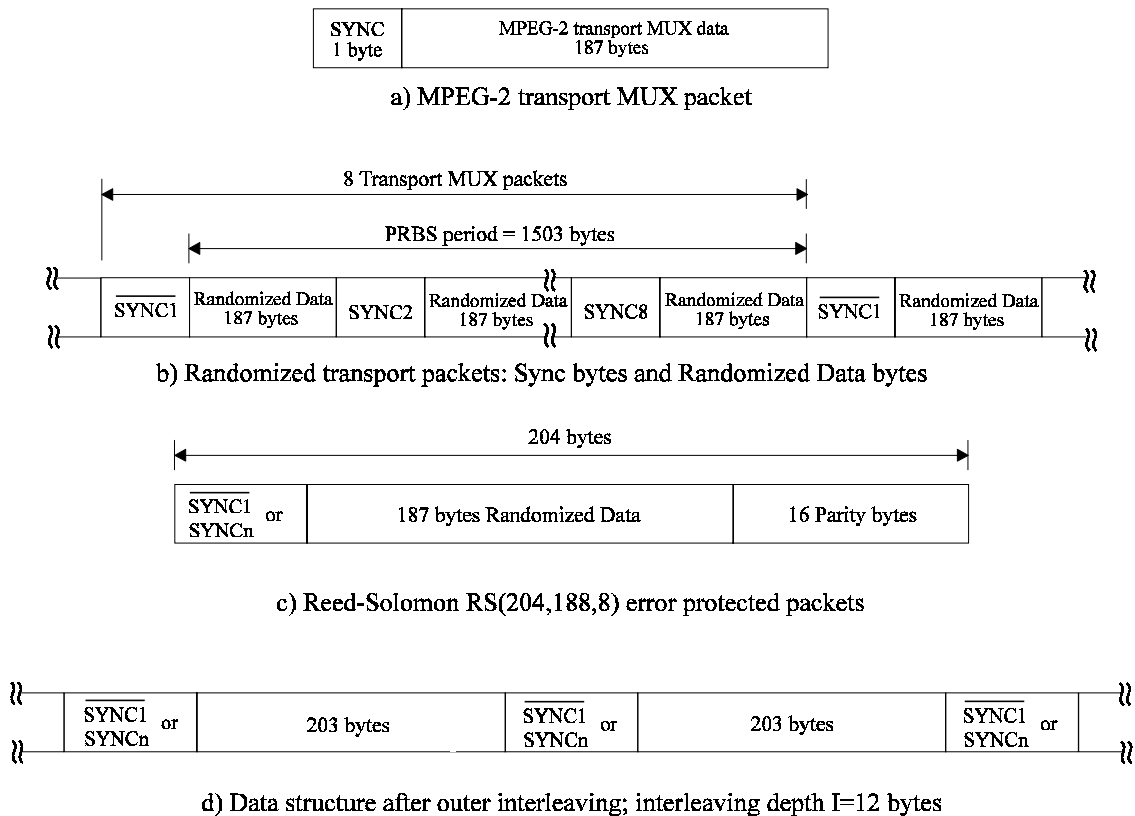 SYNC
1 byte
MPEG-2 transport MUX data
187 bytes
a) MPEG-2 transport MUX packet
8 Transport MUX packets
PRBS period = 1503 bytes
SYNC1
Randomized Data
187 bytes
SYNC2
Randomized Data
187 bytes
SYNC8
Randomized Data
187 bytes
SYNC1
Randomized Data
187 bytes
b) Randomized transport packets: Sync bytes and Randomized Data bytes
204 bytes
SYNC1 or
SYNCn
187 bytes Randomized Data
16 Parity bytes
c) Reed-Solomon RS(204,188,8) error protected packets
SYNC1 or
SYNCn
203 bytes
SYNC1 or
SYNCn
203 bytes
SYNC1 or
SYNCn
d) Data structure after outer interleaving; interleaving depth I=12 bytes